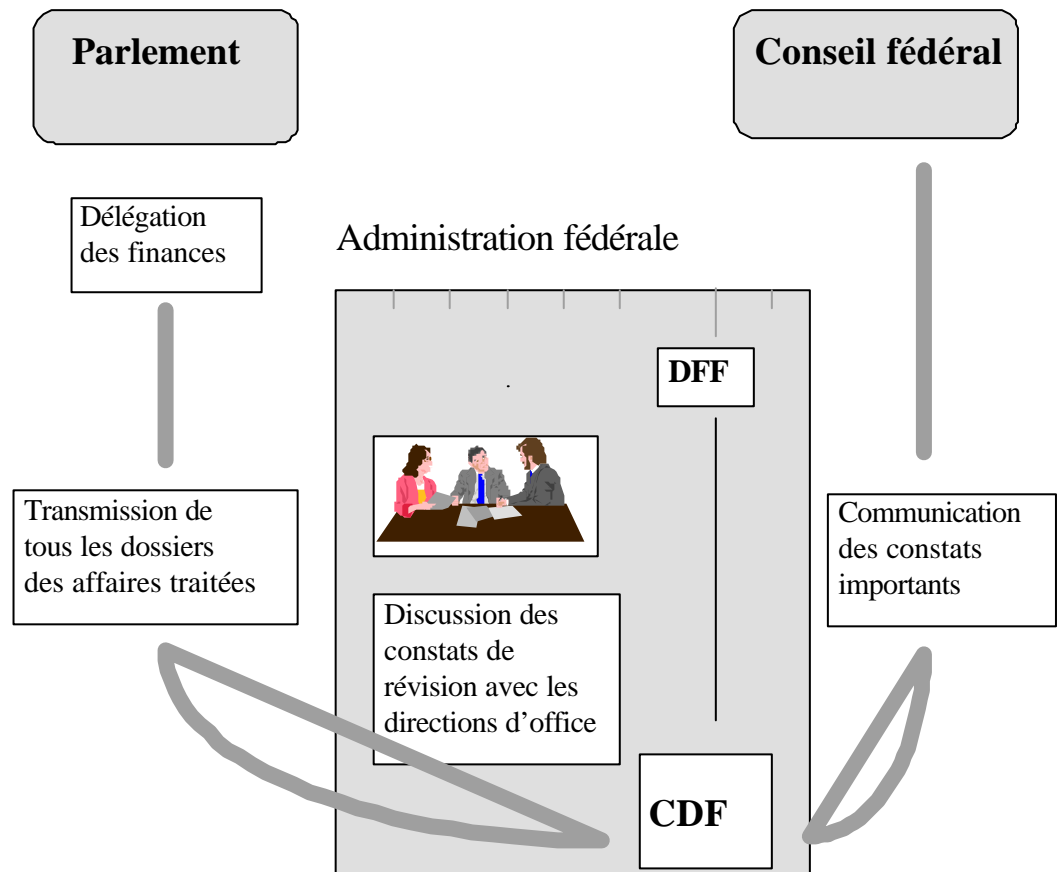 Parlement
Conseil fédéral
Délégation
des finances
Administration fédérale
DFF
Transmission de
tous les dossiers
des affaires traitées
Communication
des constats
importants
Discussion des
constats de
révision avec les
directions d’office
CDF